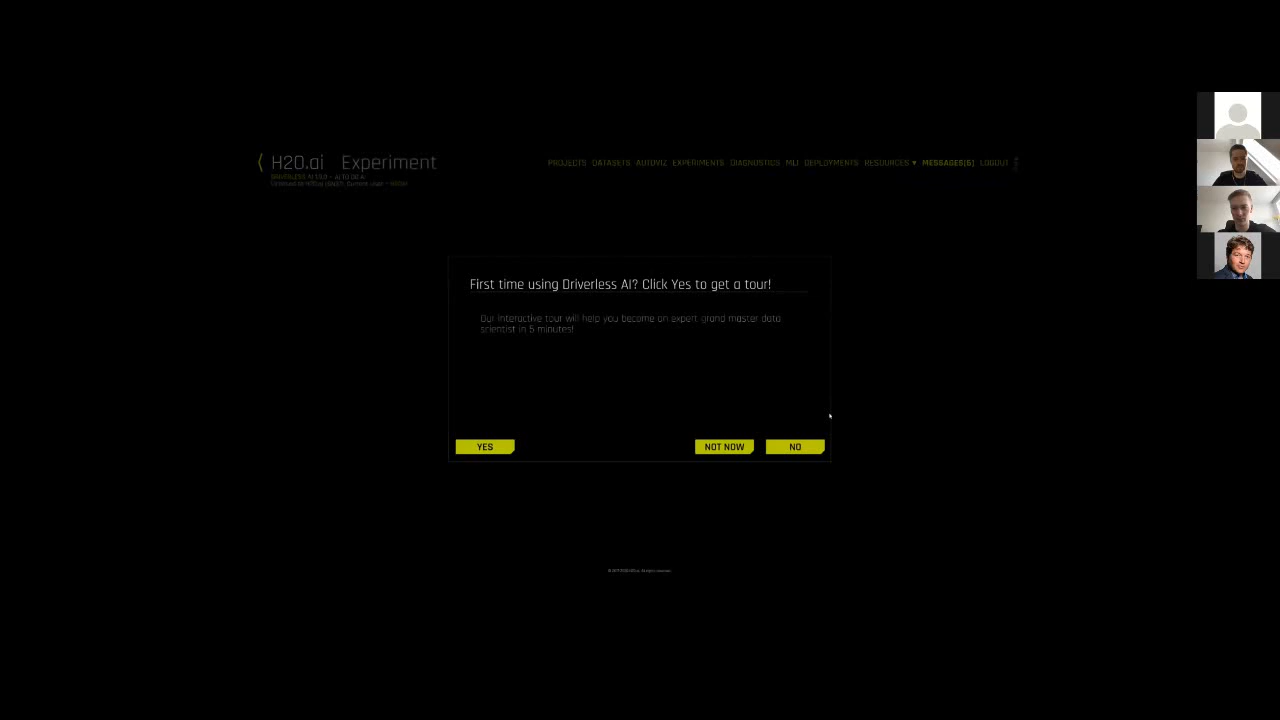 H2O.ai Experiment
PROJECTS DATASETS AUTOVIZ EXPERIMENTS DIAGNOSTICS MLI DEPLOYMENTS RESOURCES ▾ MESSAGES[5] LOGOUT
First time using Driverless AI? Click Yes to get a tour!
Our interactive tour will help you become an expert grand master data
scientist in 5 minutes!
YES NOT NOW NO